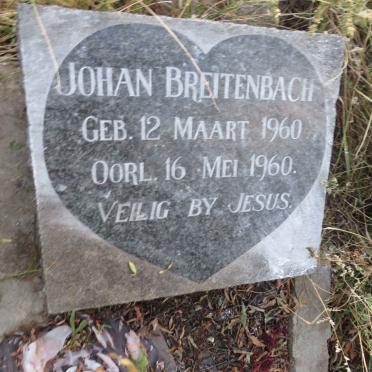 JOHAN BREITENBACH
GEB. 12 MAART 1960
OORL. 16 MEI 1960.
VEILIG BY JESUS.